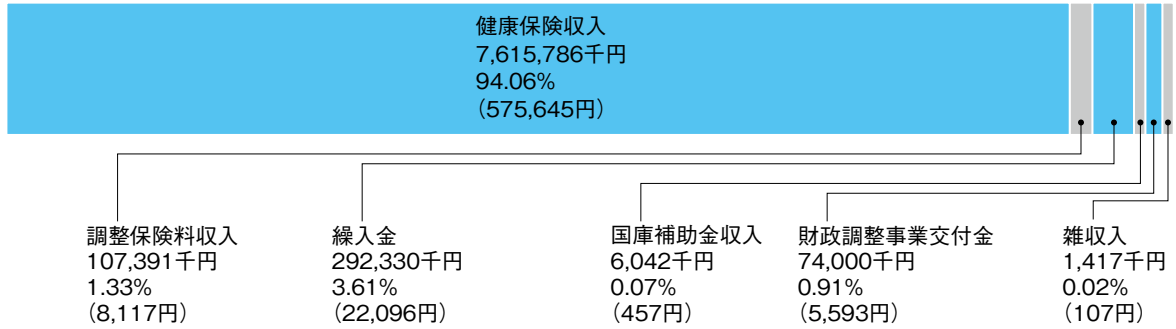 健康保険収入
7,615,786千円
94.06%
(575,645円)
調整保険料収入
107,391千円
1.33%
(8,117円)
繰入金
292,330千円
3.61%
(22,096円)
国庫補助金収入
6,042千円
0.07%
(457円)
財政調整事業交付金
74,000千円
0.91%
(5,593円)
雑収入
1,417千円
0.02%
(107円)